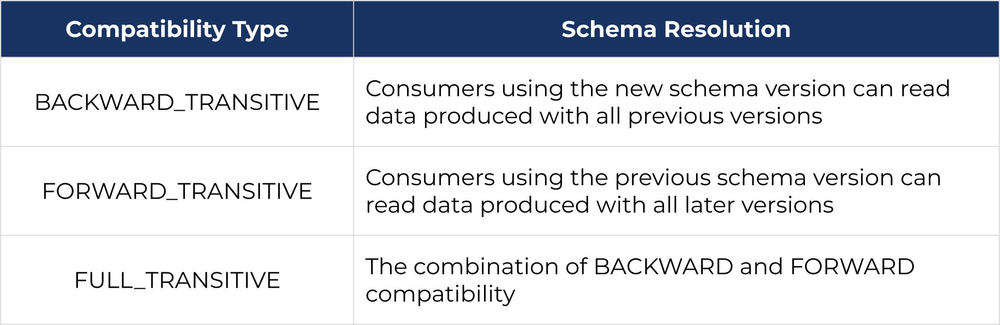 Compatibility Type
Schema Resolution
BACKWARD_TRANSITIVE
Consumers using the new schema version can read
data produced with all previous versions
FORWARD_TRANSITIVE
Consumers using the previous schema version can
read data produced with all later versions
FULL_TRANSITIVE
The combination of BACKWARD and FORWARD
compatibility